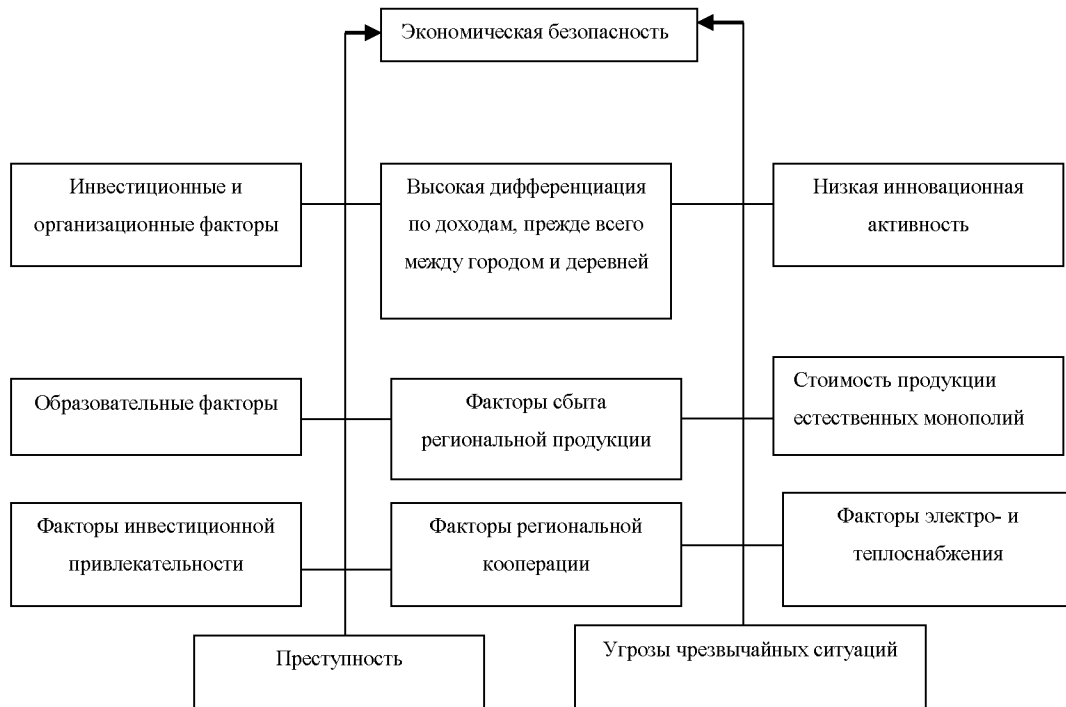 Экономическая безопасность
Инвестиционные и
организационные факторы
Высокая дифференциация
по доходам, прежде всего
между городом и деревней
Низкая инновационная
активность
Образовательные факторы
Факторы сбыта
региональной продукции
Стоимость продукции
естественных монополий
Факторы инвестиционной
привлекательности
Факторы региональной
кооперации
Факторы электро- и
теплоснабжения
Преступность
Угрозы чрезвычайных ситуаций